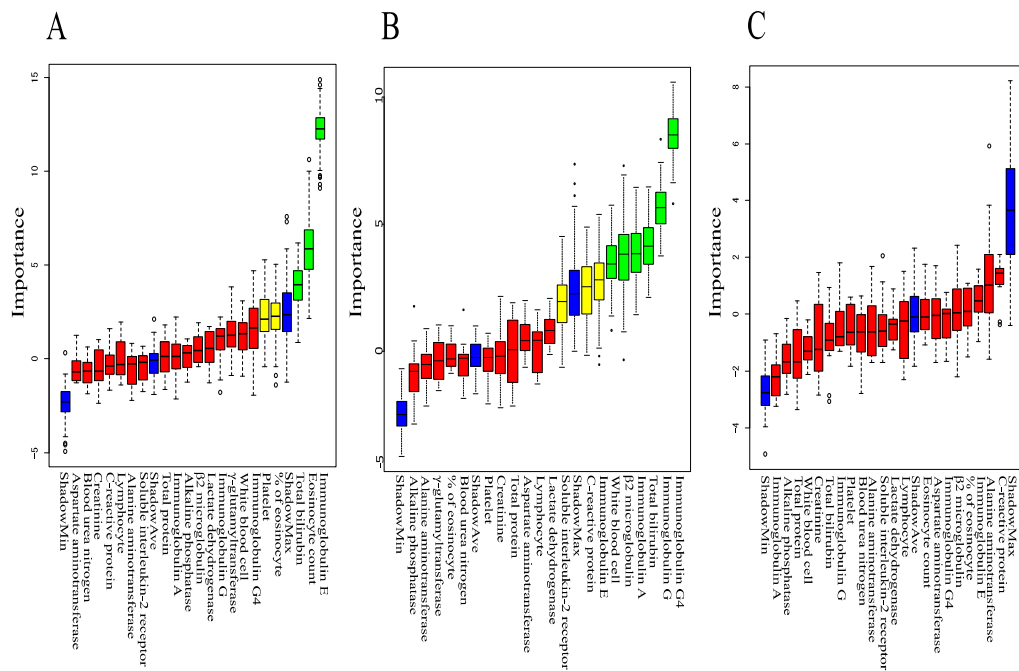 A
B
C
Importance
15
10
5
0
-5
ShadowMin
Aspartate aminotransferase
Blood urea nitrogen
Creatinine
C-reactive protein
Lymphocyte
Alanine aminotransferase
Soluble interleukin-2 receptor
ShadowAve
Total protein
Immunoglobulin A
Alkaline phosphatase
β2 microglobulin
Lactate dehydrogenase
Immunoglobulin G
γ-glutamyltransferase
White blood cell
Immunoglobulin G4
Platelet
% of eosinocyte
ShadowMax
Total bilirubin
Eosinocyte count
Immunoglobulin E
Importance
10
5
0
-5
ShadowMin
Alkaline phosphatase
Alanine aminotransferase
γ-glutamyltransferase
% of eosinocyte
Blood urea nitrogen
ShadowAve
Platelet
Creatinine
Total protein
Aspartate aminotransferase
Lymphocyte
Lactate dehydrogenase
Soluble interleukin-2 receptor
ShadowMax
C-reactive protein
Immunoglobulin E
White blood cell
β2 microglobulin
Immunoglobulin A
Total bilirubin
Immunoglobulin G
Immunoglobulin G4
Importance
8
6
4
2
0
-2
-4
ShadowMin
Immunoglobulin A
Alkaline phosphatase
Total protein
White blood cell
Creatinine
Total bilirubin
Immunoglobulin G
Platelet
Blood urea nitrogen
Alanine aminotransferase
Soluble interleukin-2 receptor
Lactate dehydrogenase
Lymphocyte
ShadowAve
Eosinocyte count
Aspartate aminotransferase
Immunoglobulin G4
β2 microglobulin
% of eosinocyte
Immunoglobulin E
Alanine aminotransferase
C-reactive protein
ShadowMax